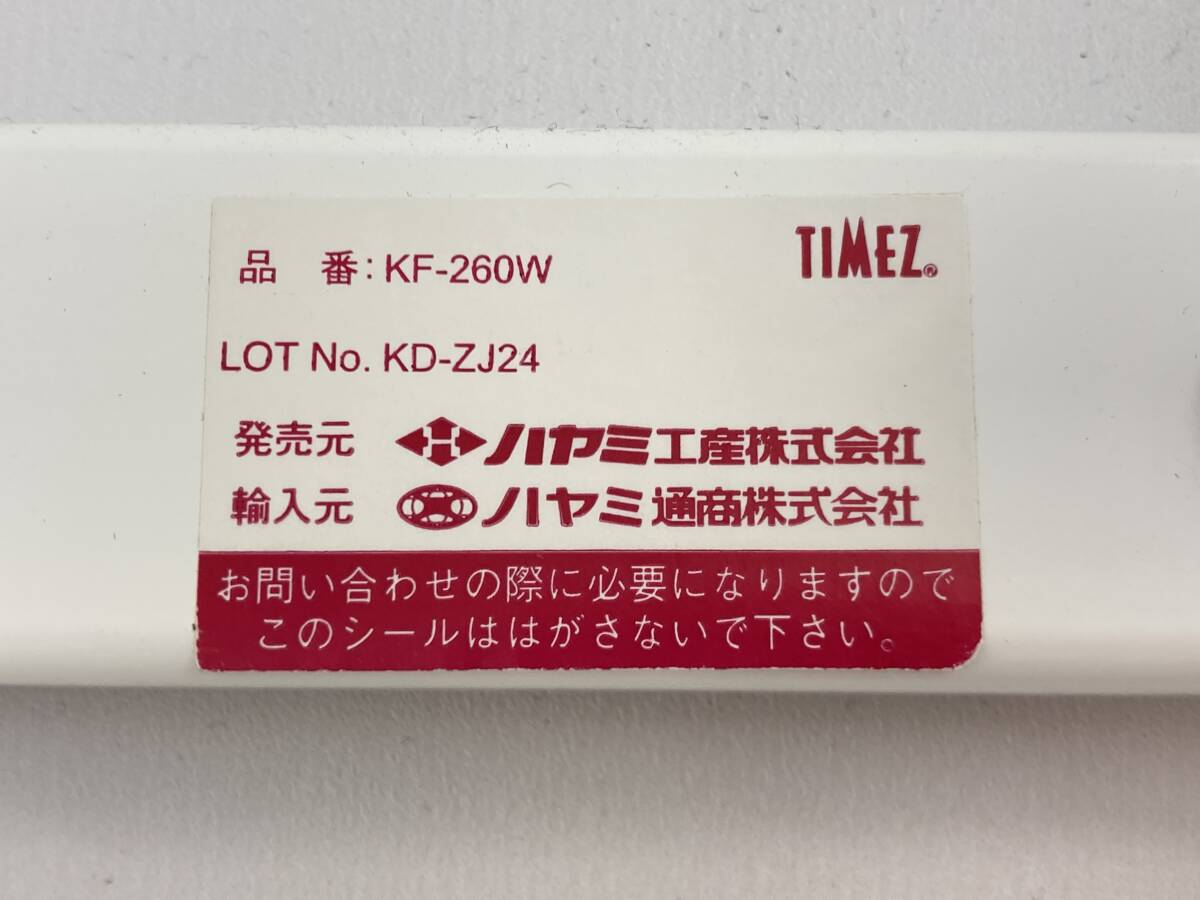 品 番: KF-260W
TIMEZ®
LOT No. KD-ZJ24
発売元 ハヤミ工産株式会社
輸入元 ハヤミ通商株式会社
お問い合わせの際に必要になりますので
このシールははがさないで下さい。